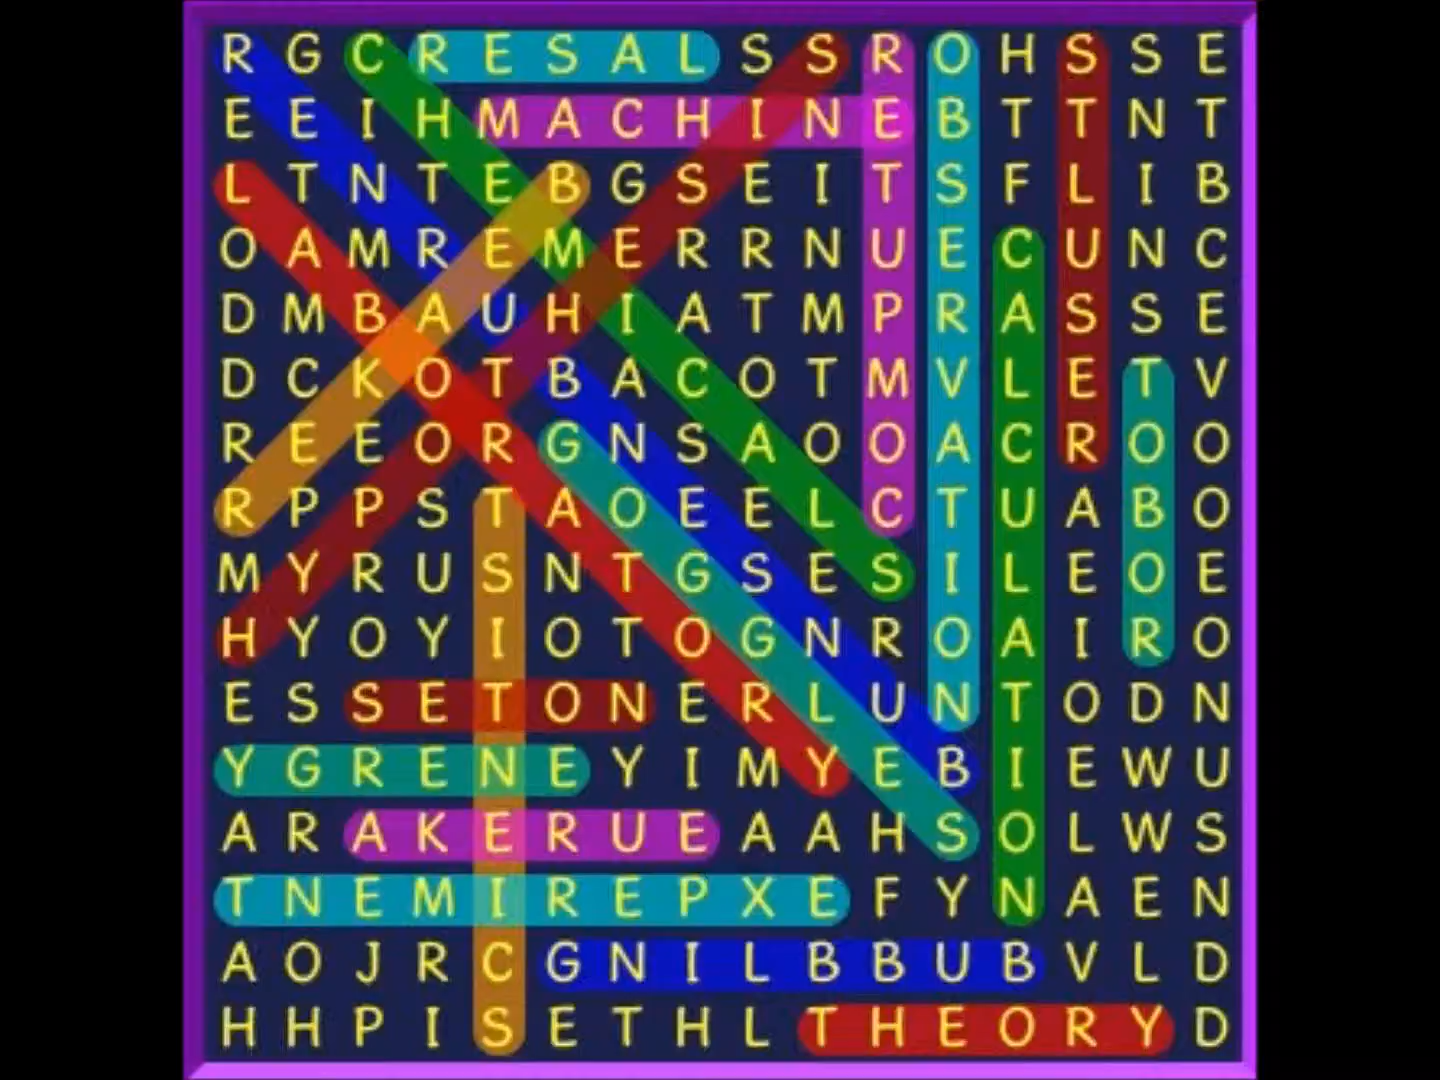 R G C R E S A L S S R O H S S E
E E I H M A C H I N E B T T N T
L T N T E B G S E I T S F L I B
O A M R E M E R R N U E C U N C
D M B A U H I A T M P R A S S E
D C K O T B A C O T M V L E T V
R E E O R G N S A O O A C R O O
R P P S T A O E E L C T U A B O
M Y R U S N T G S E S I L E O E
H Y O Y I O T O G N R O A I R O
E S S E T O N E R L U N T O D N
Y G R E N E Y I M Y E B I E W U
A R A K E R U E A A H S O L W S
T N E M I R E P X E F Y N A E N
A O J R C G N I L B B U B V L D
H H P I S E T H L T H E O R Y D